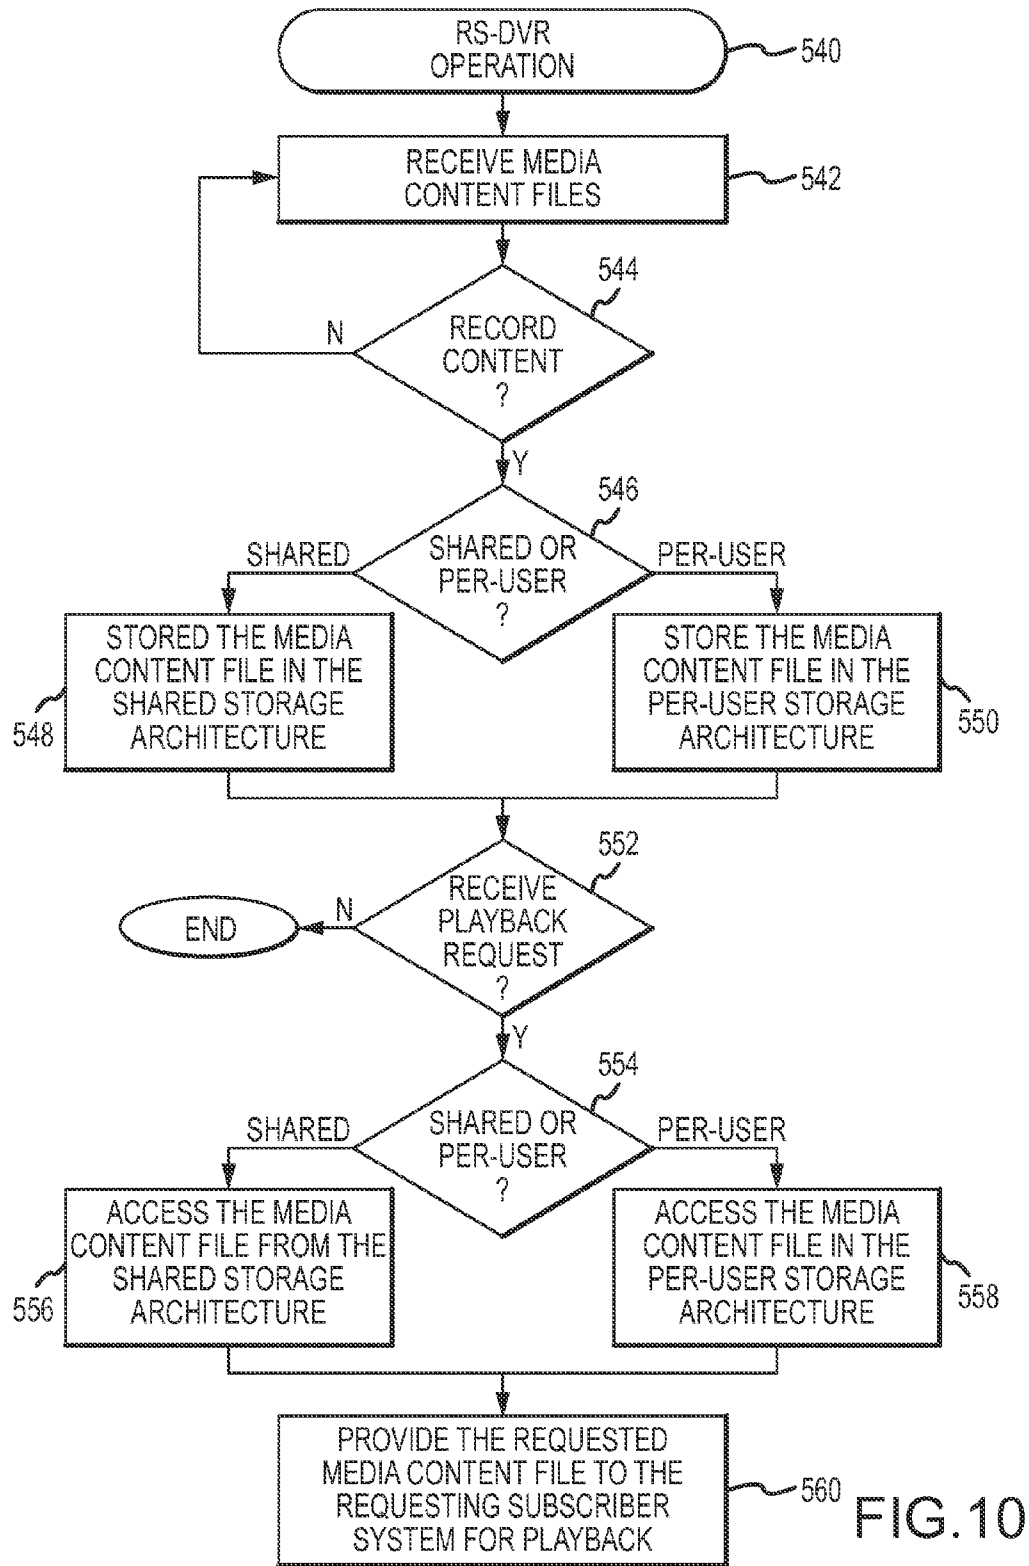 RS-DVR
OPERATION
540
RECEIVE MEDIA
CONTENT FILES
542
544
N
RECORD
CONTENT
?
Y
546
SHARED
SHARED OR
PER-USER
?
PER-USER
STORED THE MEDIA
CONTENT FILE IN THE
SHARED STORAGE
ARCHITECTURE
548
STORE THE MEDIA
CONTENT FILE IN THE
PER-USER STORAGE
ARCHITECTURE
550
552
RECEIVE
PLAYBACK
REQUEST
?
N
END
Y
554
SHARED
SHARED OR
PER-USER
?
PER-USER
ACCESS THE MEDIA
CONTENT FILE FROM THE
SHARED STORAGE
ARCHITECTURE
556
ACCESS THE MEDIA
CONTENT FILE IN THE
PER-USER STORAGE
ARCHITECTURE
558
PROVIDE THE REQUESTED
MEDIA CONTENT FILE TO THE
REQUESTING SUBSCRIBER
SYSTEM FOR PLAYBACK
560
FIG.10